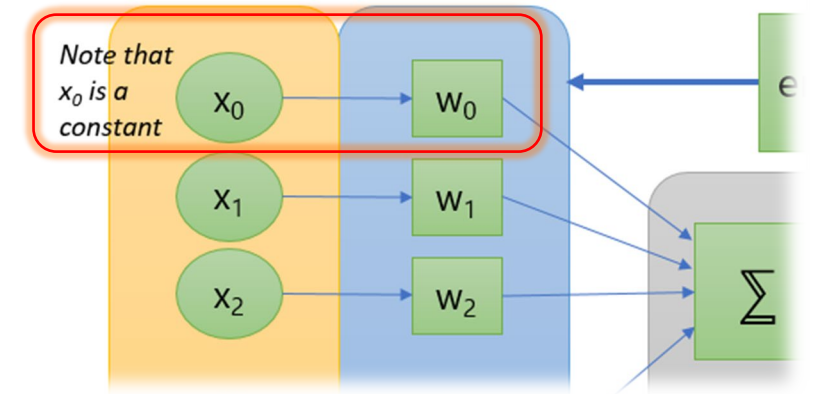 Note that
x₀ is a
constant
x₀
w₀
x₁
w₁
x₂
w₂
e
∑